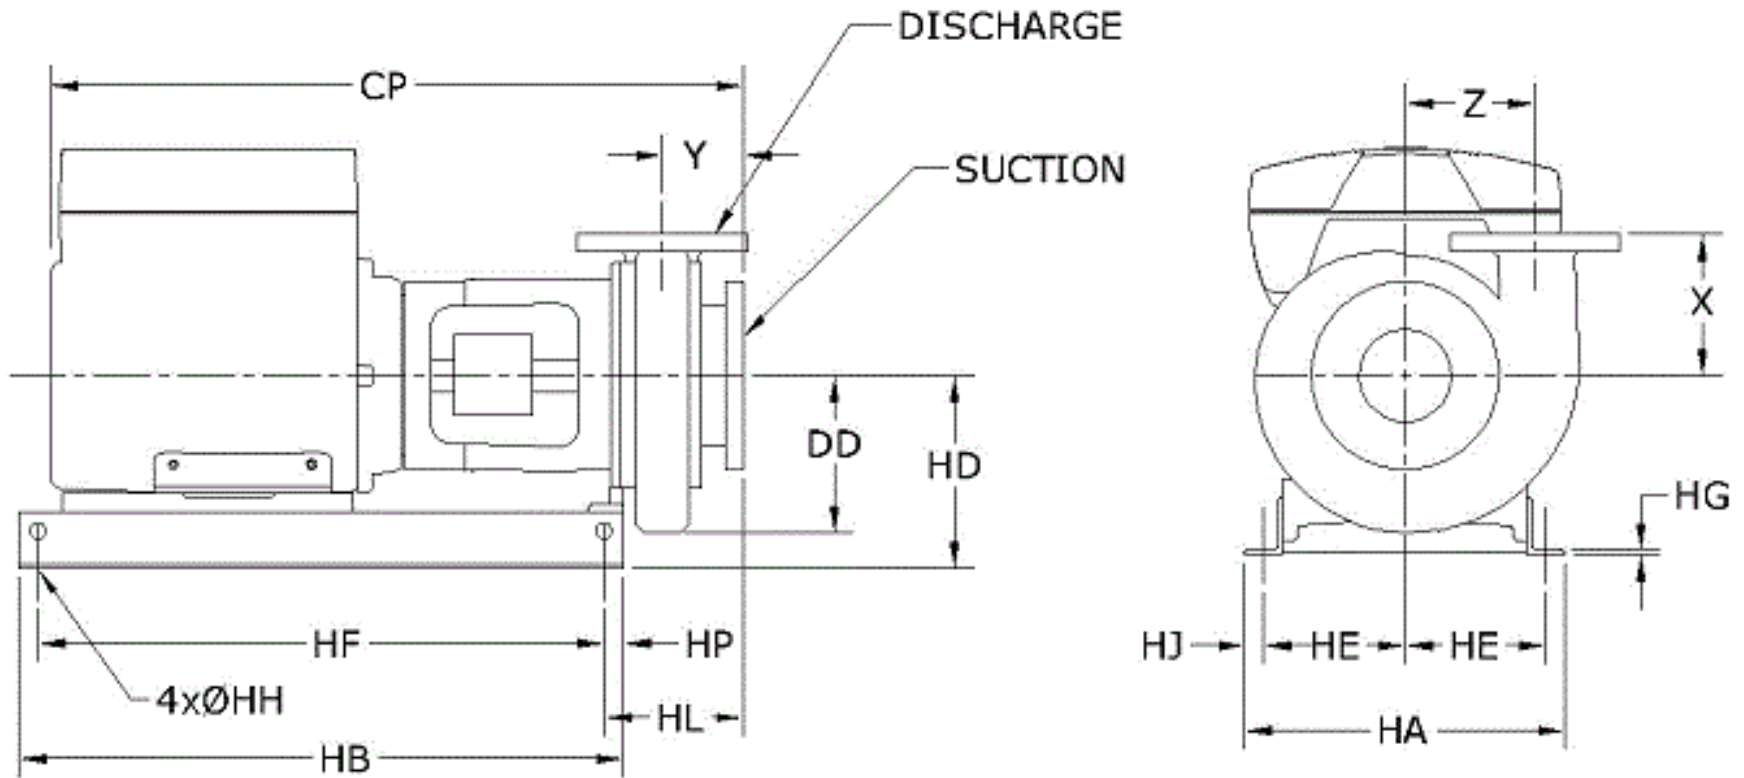 DISCHARGE
CP
Z
Y
SUCTION
X
DD
HD
HG
HF
HP
HJ
HE
HE
4xØHH
HL
HA
HB